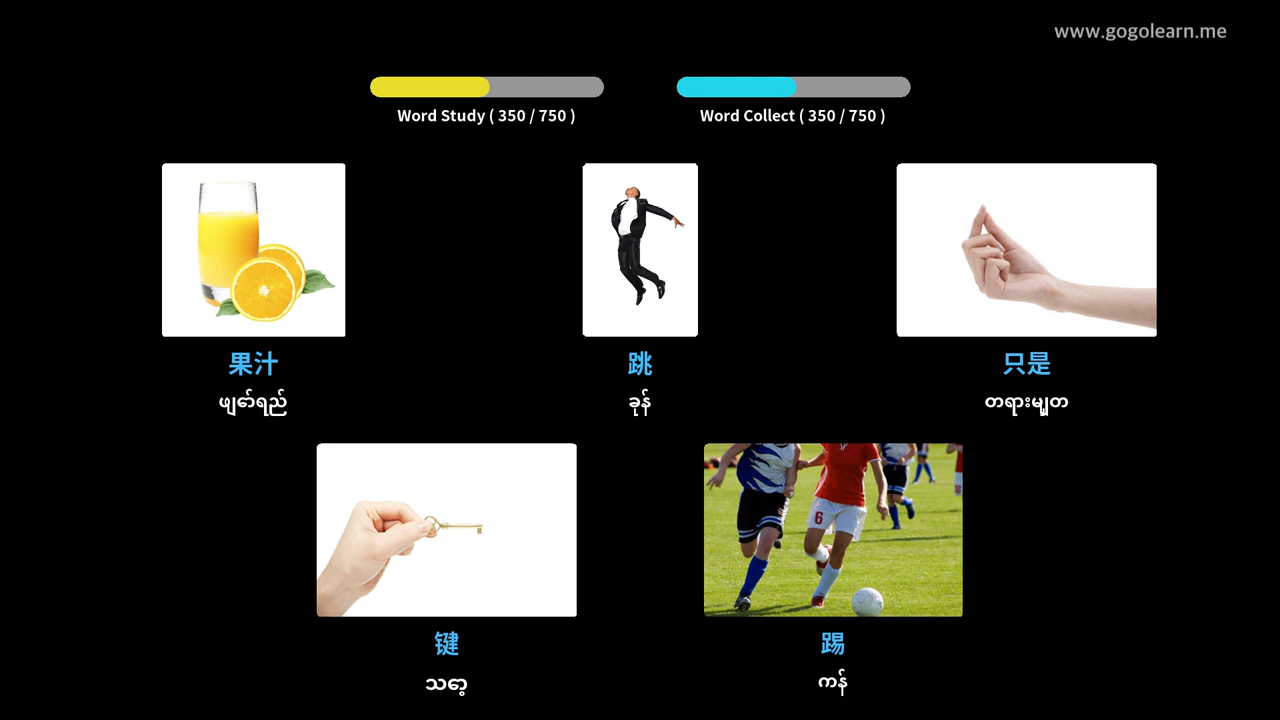 www.gogolearn.me
Word Study ( 350 / 750 )
Word Collect ( 350 / 750 )
果汁
ဖျော်ရည်
跳
ခုန်
只是
တရားမျှတ
键
သော့
踢
ကန်
6